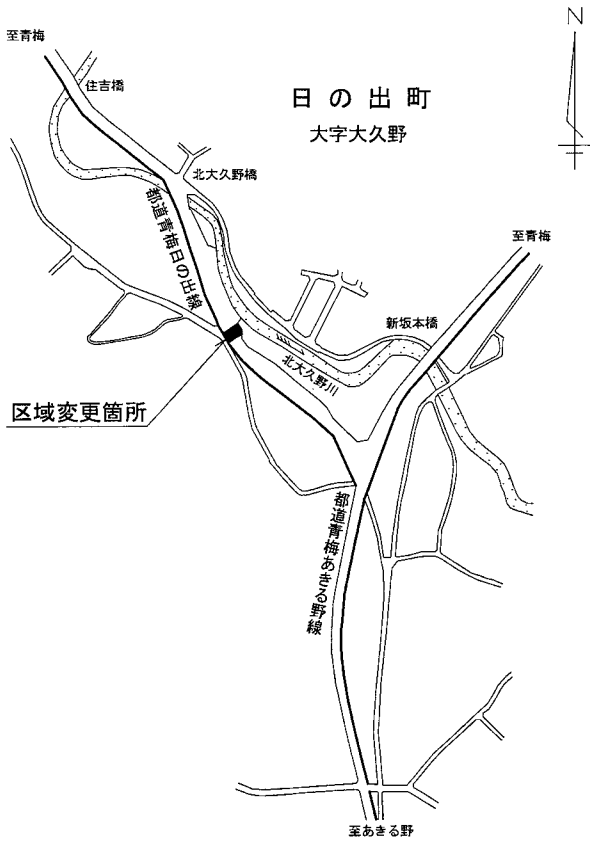 N
至青梅
住吉橋
日の出町
大字大久野
北大久野橋
都道青梅日の出線
至青梅
新坂本橋
北大久野川
区域変更箇所
都道青梅あきる野線
至あきる野